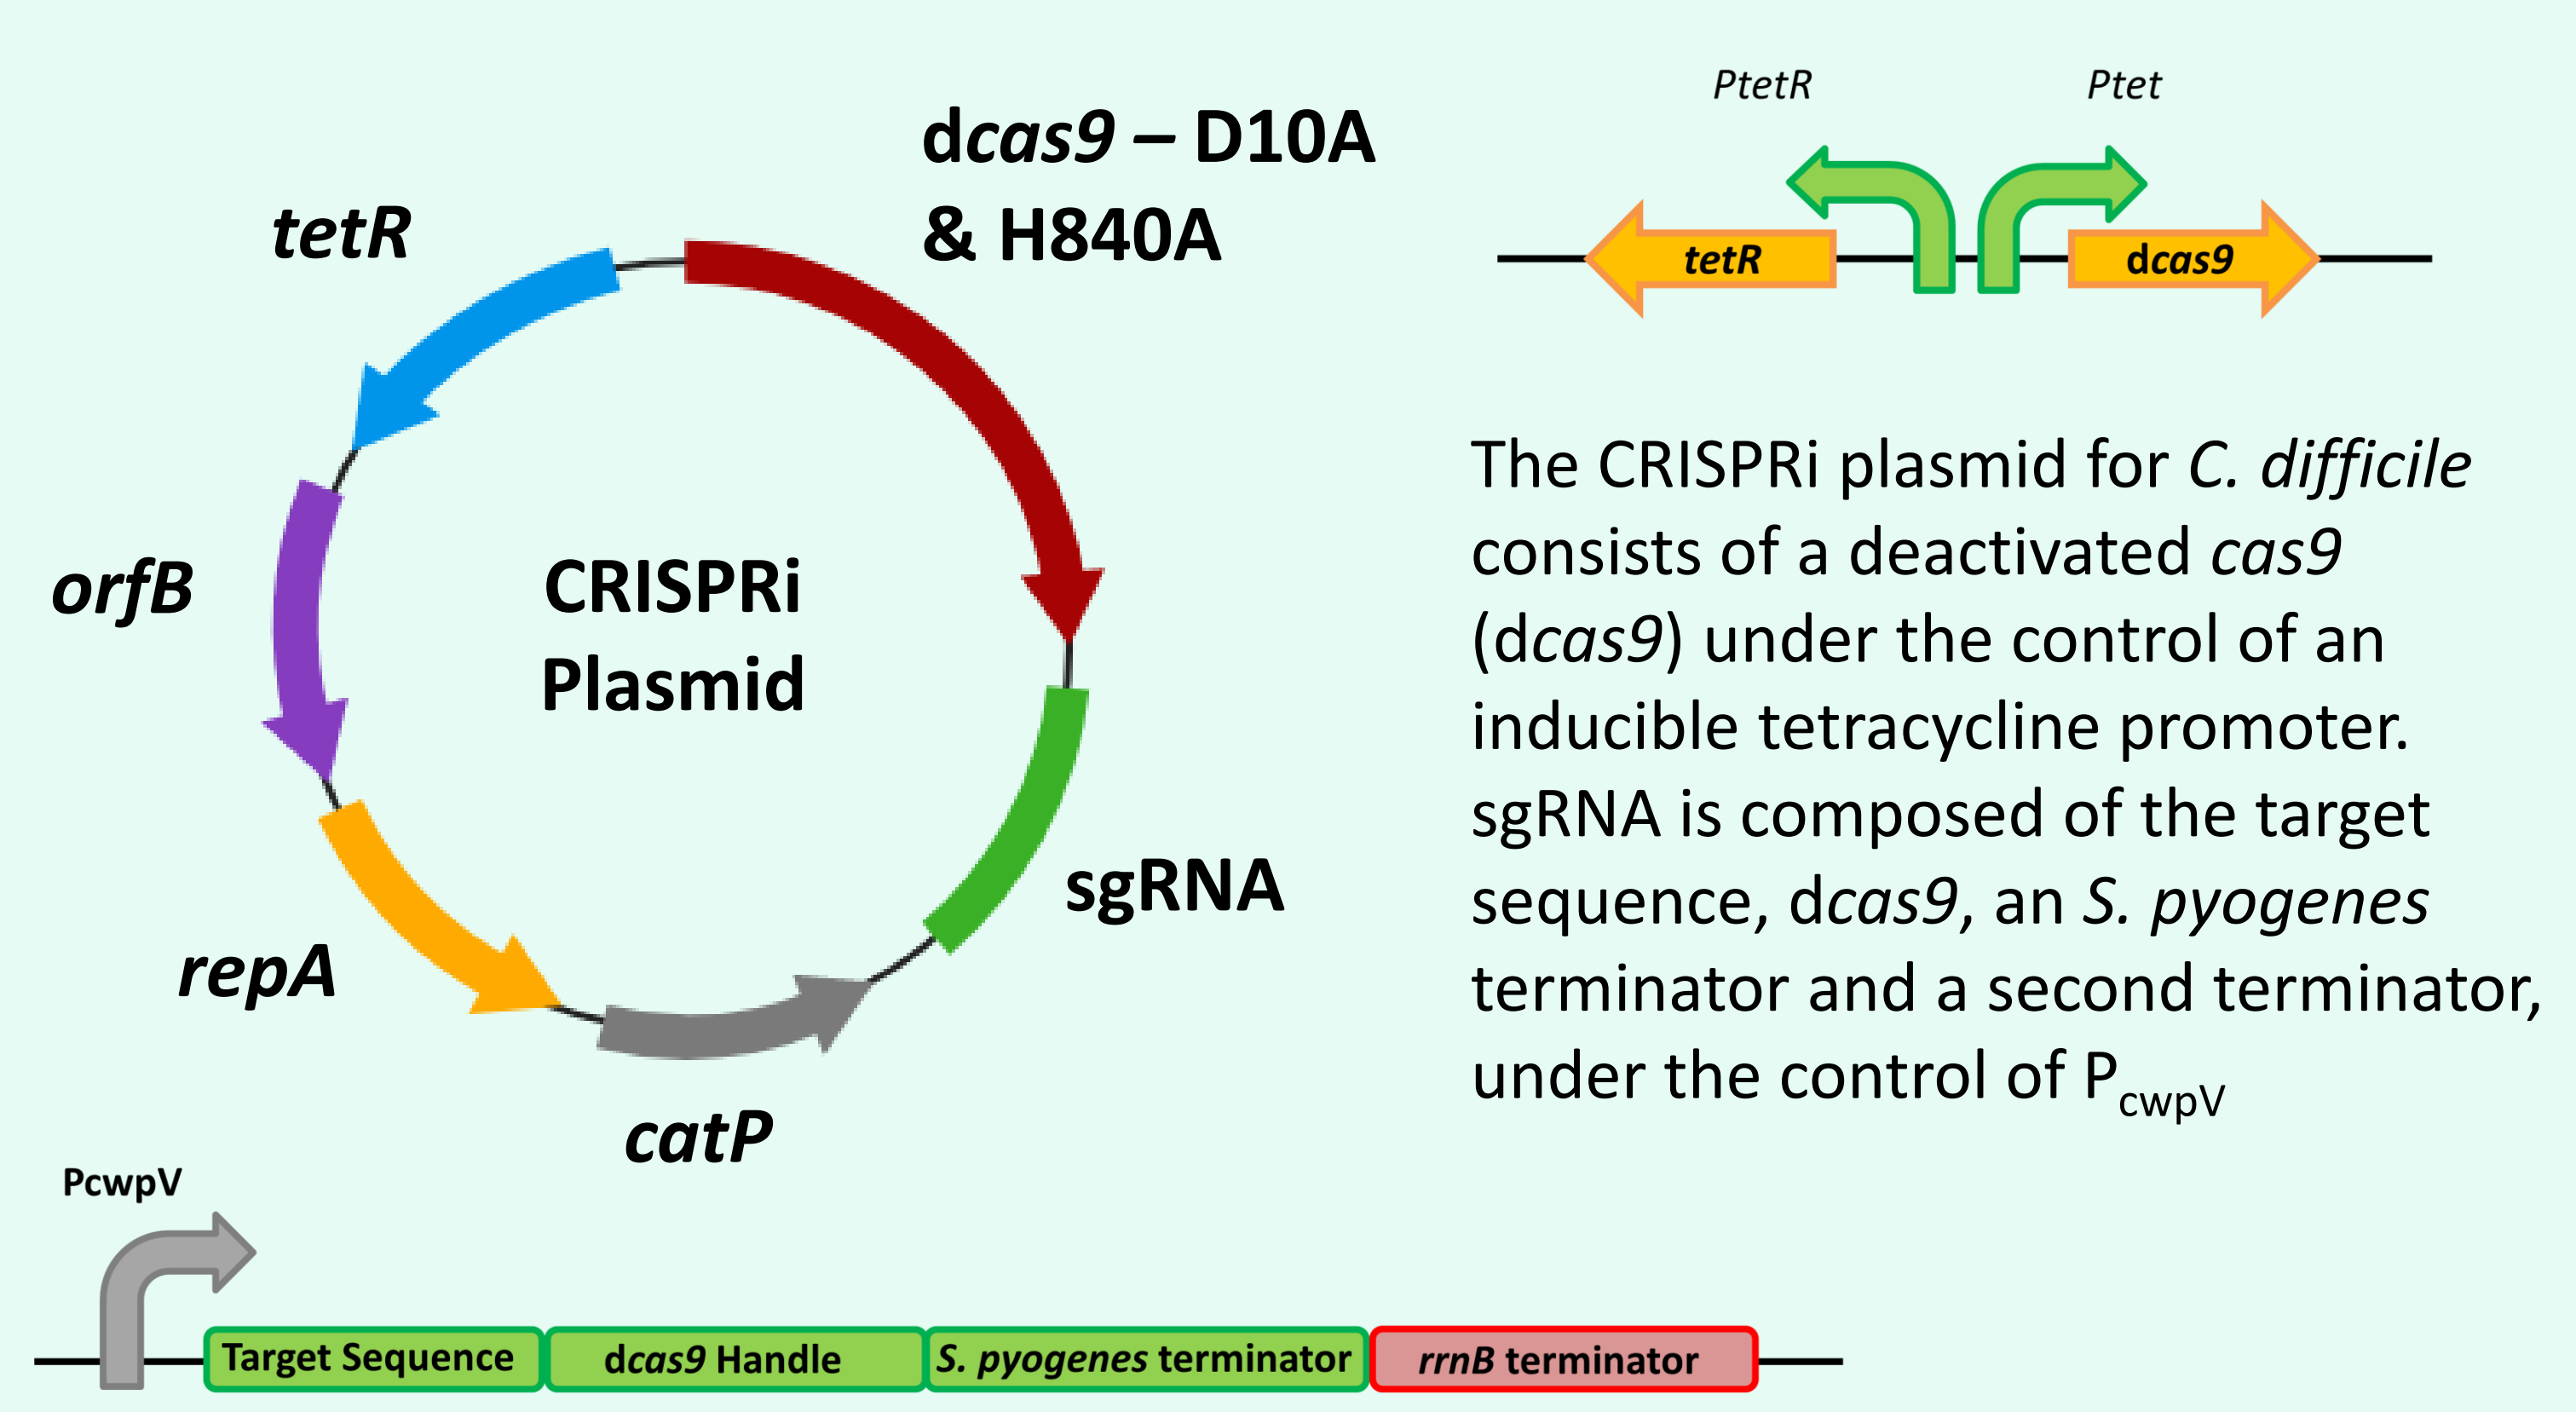 dcas9 – D10A
& H840A
tetR
orfB
CRISPRi
Plasmid
sgRNA
repA
catP
PtetR
Ptet
tetR
dcas9
The CRISPRi plasmid for C. difficile
consists of a deactivated cas9
(dcas9) under the control of an
inducible tetracycline promoter.
sgRNA is composed of the target
sequence, dcas9, an S. pyogenes
terminator and a second terminator,
under the control of PcwpV
PcwpV
Target Sequence
dcas9 Handle
S. pyogenes terminator
rrnB terminator